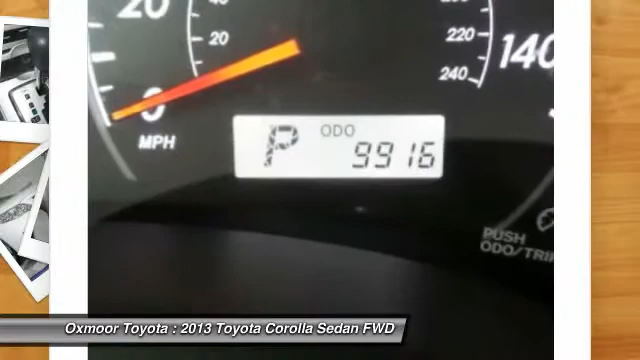 20
40
20
220
240
140
0
MPH
P
ODO
9916
PUSH
ODO/TRIP
Oxmoor Toyota : 2013 Toyota Corolla Sedan FWD